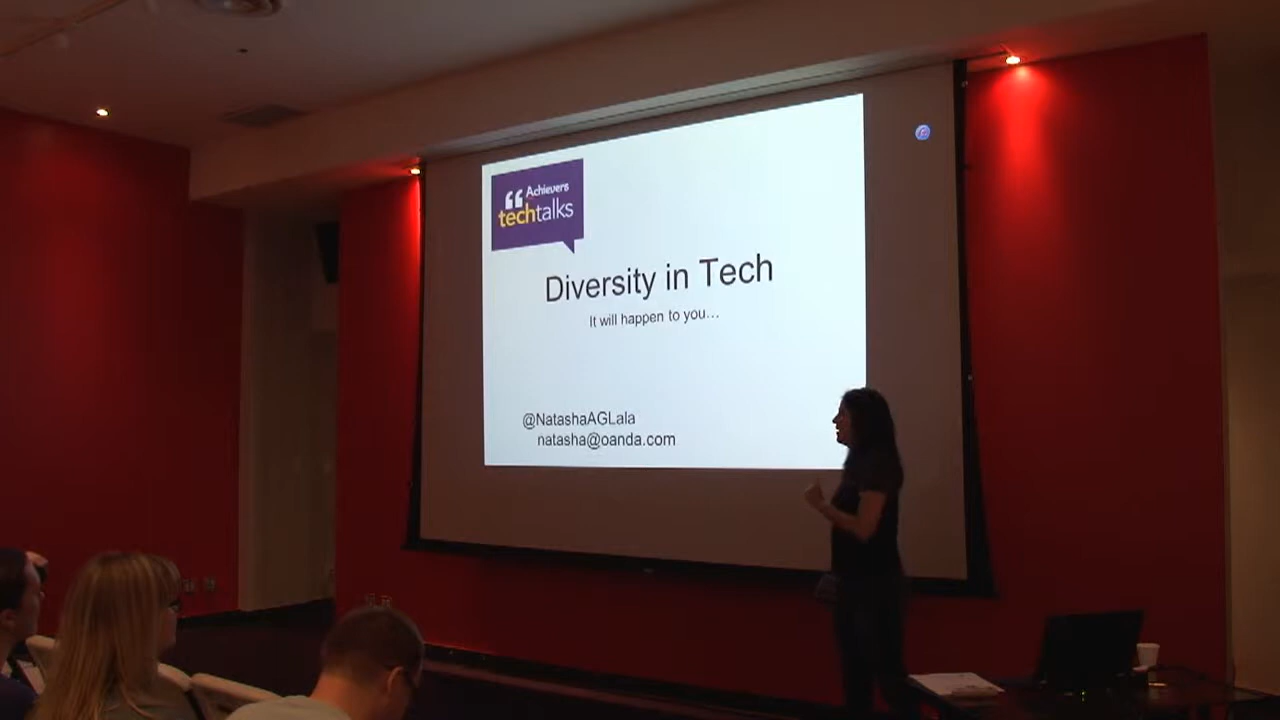 Achievers
techtalks
Diversity in Tech
It will happen to you...
@NatashaAGLala
natasha@oanda.com